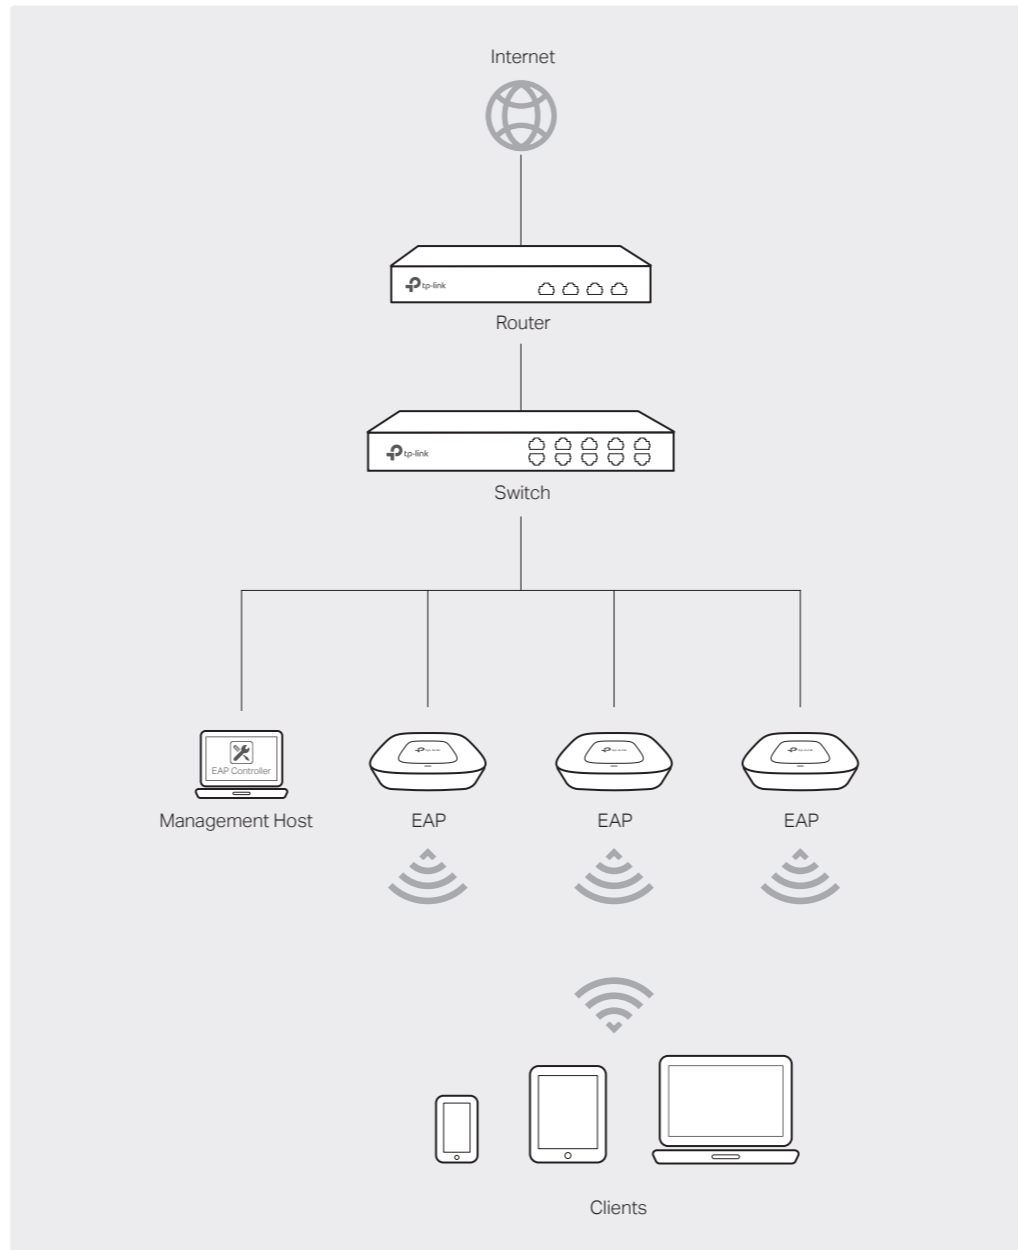 Internet
tp-link
Router
tp-link
Switch
EAP Controller
Management Host
EAP
EAP
EAP
Clients